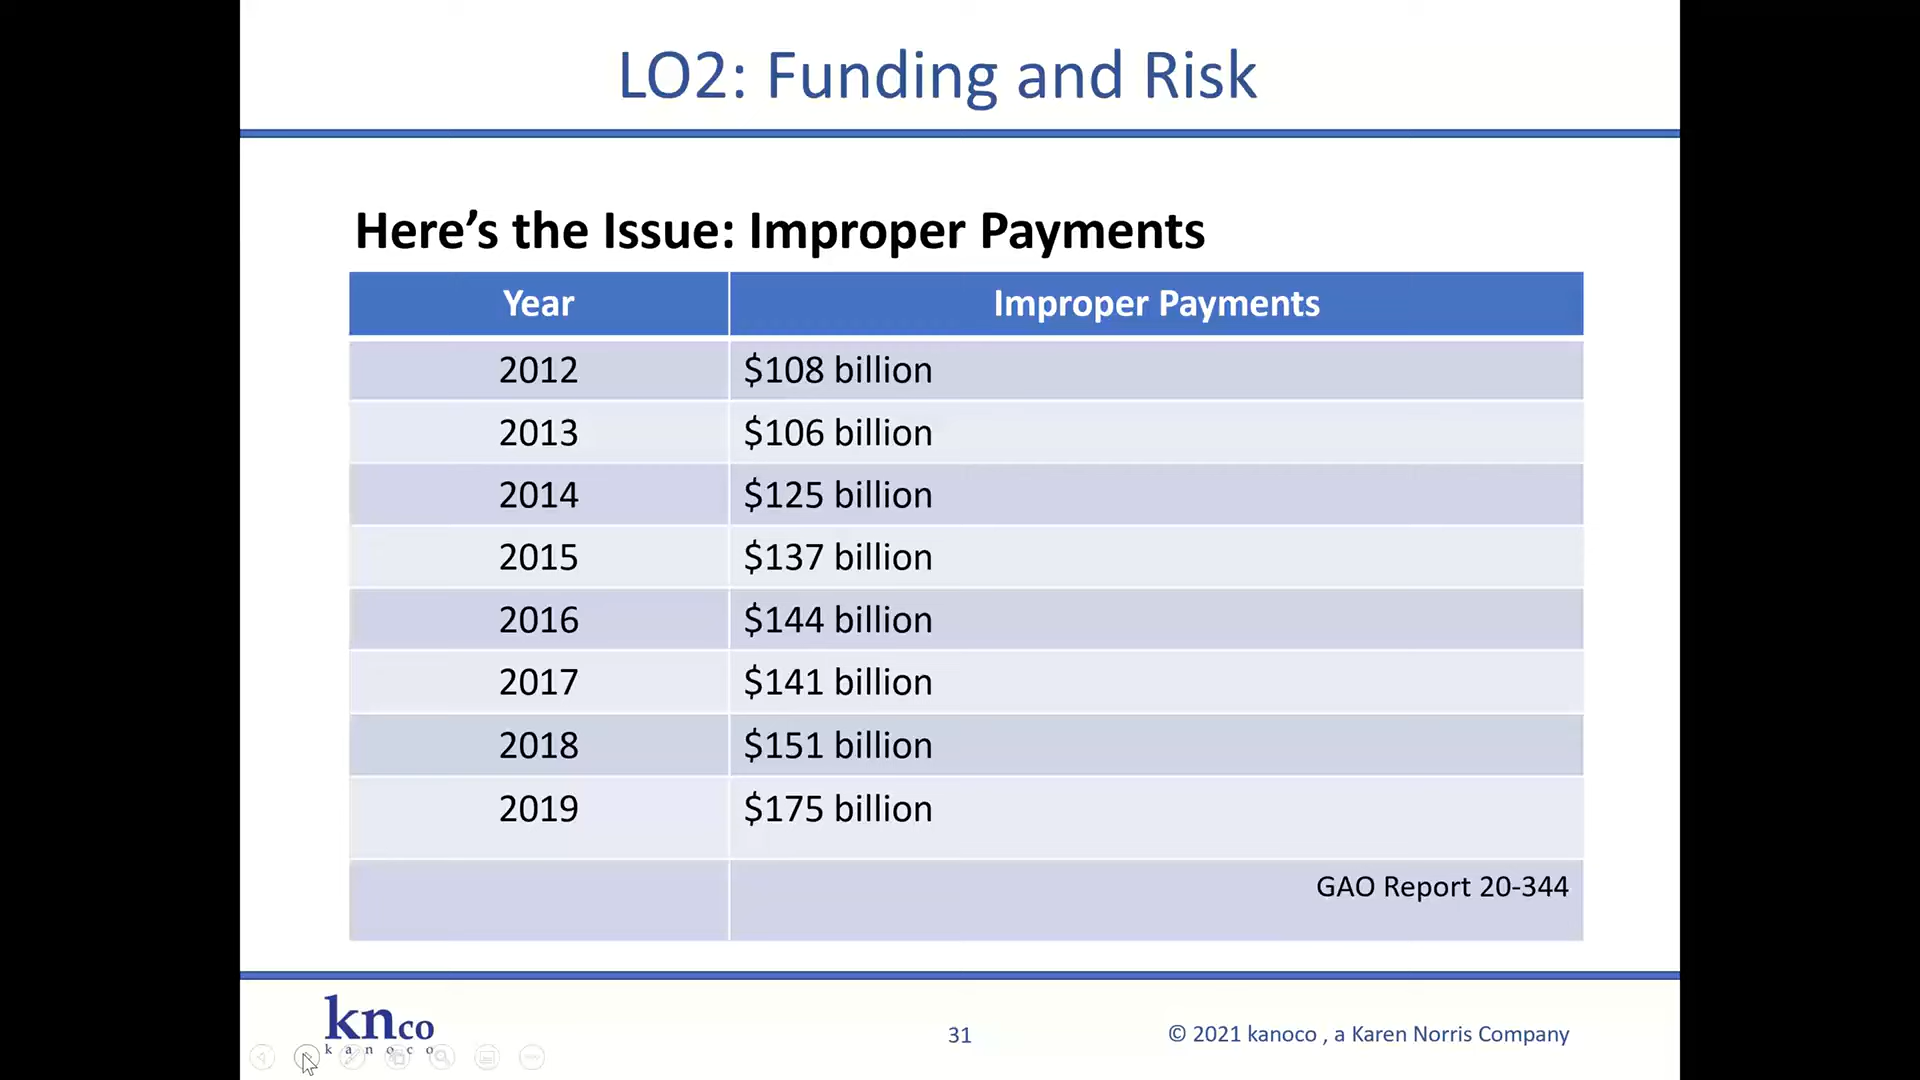 LO2: Funding and Risk
Here's the Issue: Improper Payments
Year Improper Payments
2012 $108 billion
2013 $106 billion
2014 $125 billion
2015 $137 billion
2016 $144 billion
2017 $141 billion
2018 $151 billion
2019 $175 billion
GAO Report 20-344
knco
kanoco
31
© 2021 kanoco , a Karen Norris Company